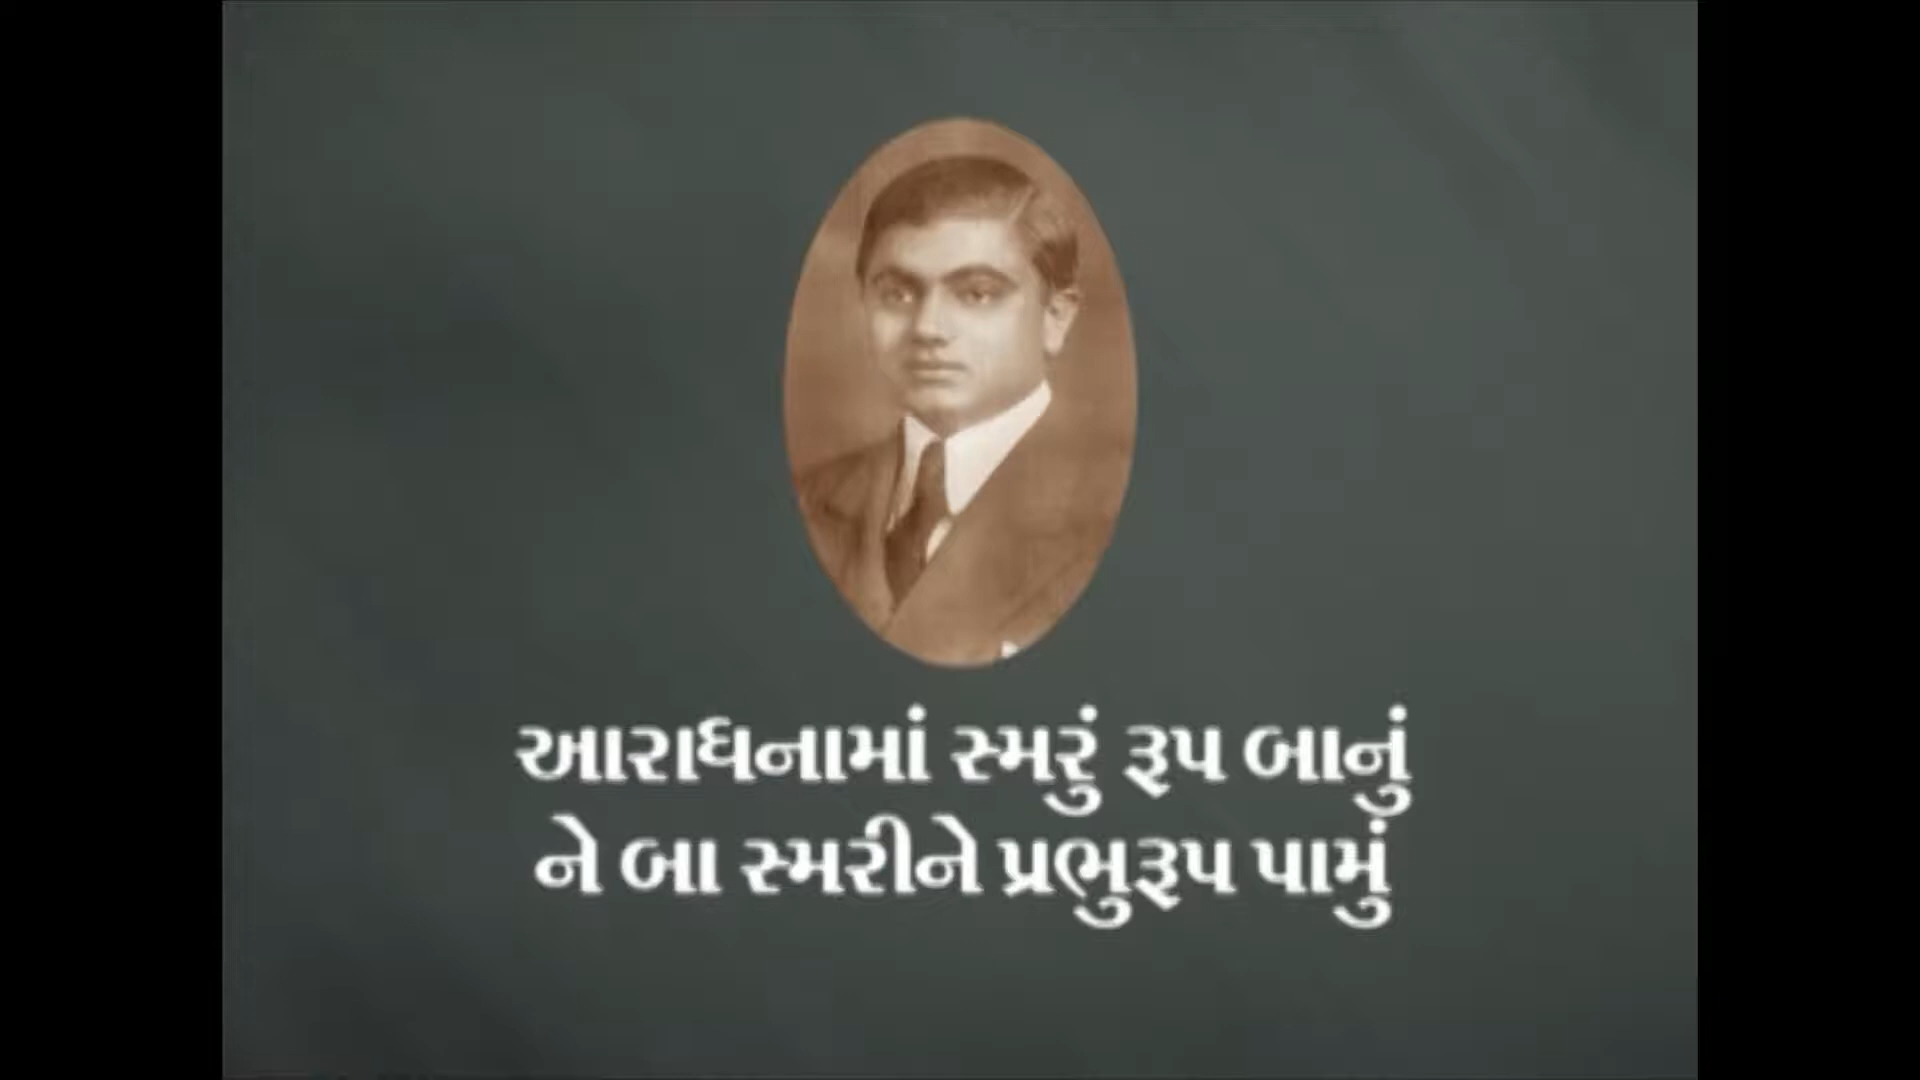 આરાધનામાં સ્મરું રૂપ બાનું
ને બા સ્મરીને પ્રભુરૂપ પામું